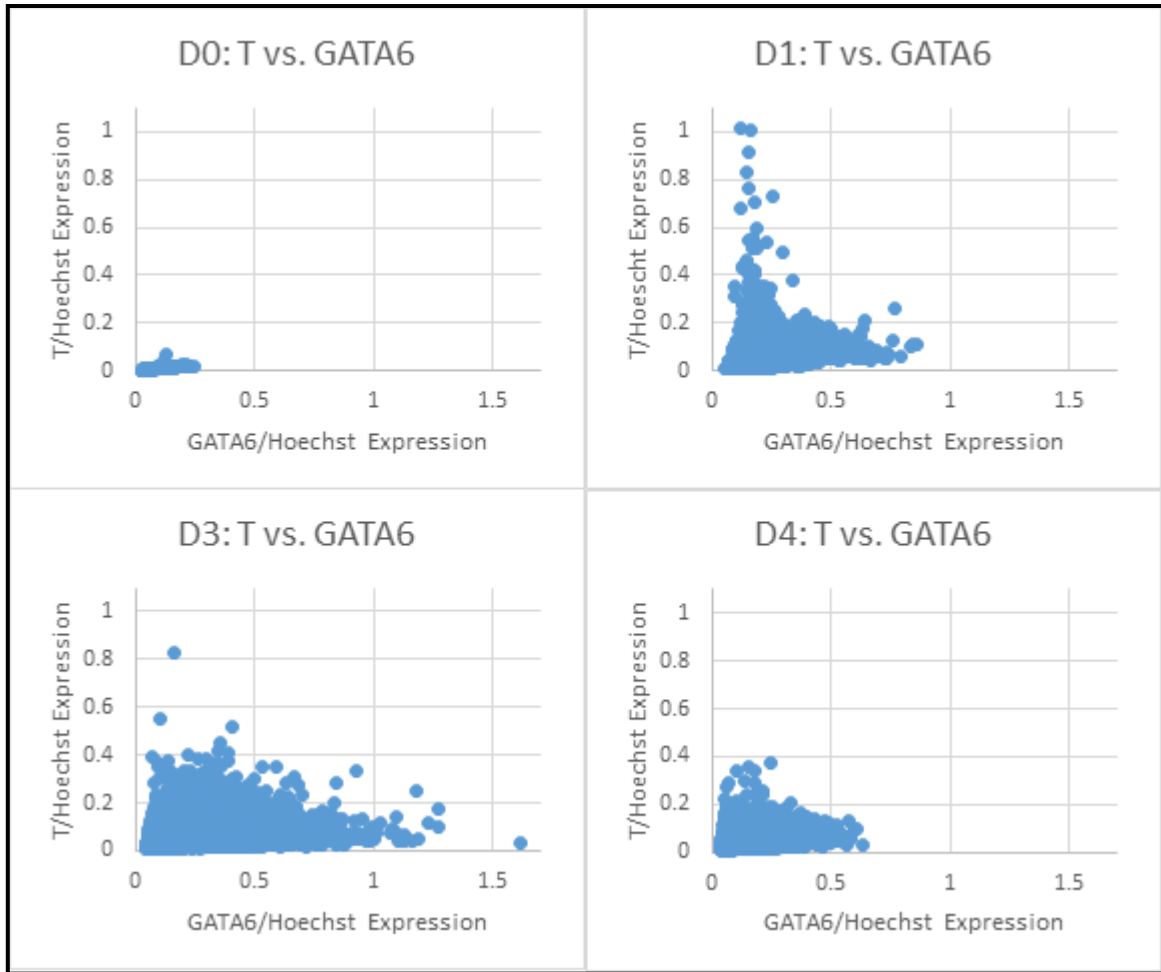 D0: T vs. GATA6
T/Hoechst Expression
1
0.8
0.6
0.4
0.2
0
0 0.5 1 1.5
GATA6/Hoechst Expression
D1: T vs. GATA6
T/Hoescht Expression
1
0.8
0.6
0.4
0.2
0
0 0.5 1 1.5
GATA6/Hoechst Expression
D3: T vs. GATA6
T/Hoechst Expression
1
0.8
0.6
0.4
0.2
0
0 0.5 1 1.5
GATA6/Hoechst Expression
D4: T vs. GATA6
T/Hoechst Expression
1
0.8
0.6
0.4
0.2
0
0 0.5 1 1.5
GATA6/Hoechst Expression